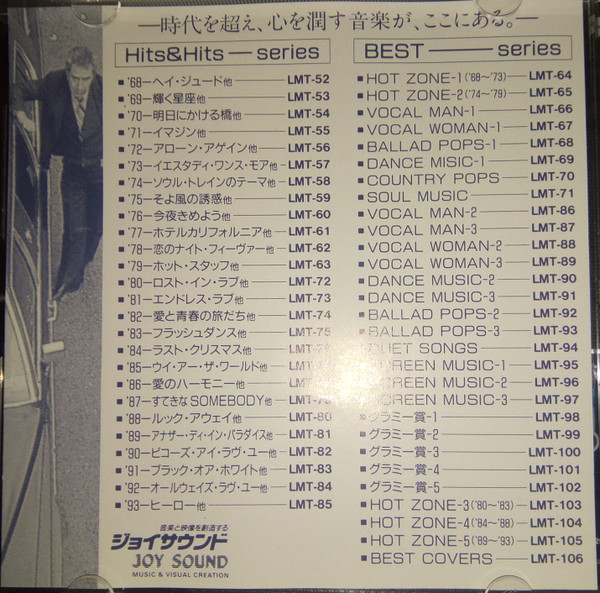 ―時代を超え、心を潤す音楽が、ここにある。―
Hits&Hits ― series
■'68―ヘイ・ジュード他 LMT-52
■'69―輝く星座他 LMT-53
■'70―明日にかける橋他 LMT-54
■'71―イマジン他 LMT-55
■'72―アローン・アゲイン他 LMT-56
■'73―イエスタディ・ワンス・モア他 LMT-57
■'74―ソウル・トレインのテーマ他 LMT-58
■'75―そよ風の誘惑他 LMT-59
■'76―今夜きめよう他 LMT-60
■'77―ホテルカリフォルニア他 LMT-61
■'78―恋のナイト・フィーヴァー他 LMT-62
■'79―ホット・スタッフ他 LMT-63
■'80―ロスト・イン・ラブ他 LMT-72
■'81―エンドレス・ラブ他 LMT-73
■'82―愛と青春の旅だち他 LMT-74
■'83―フラッシュダンス他 LMT-75
■'84―ラスト・クリスマス他 LMT-
■'85―ウイ・アー・ザ・ワールド他 LMT-
■'86―愛のハーモニー他 LMT-
■'87―すてきなSOMEBODY他 LMT-
■'88―ルック・アウェイ他 LMT-80
■'89―アナザー・ディ・イン・パラダイス他 LMT-81
■'90―ビコーズ・アイ・ラヴ・ユー他 LMT-82
■'91―ブラック・オア・ホワイト他 LMT-83
■'92―オールウェイズ・ラヴ・ユー他 LMT-84
■'93―ヒーロー他 LMT-85
音楽と映像を創造する
ジョイサウンド
JOY SOUND
MUSIC & VISUAL CREATION
BEST ― series
■HOT ZONE-1('68～'73) LMT-64
■HOT ZONE-2('74～'79) LMT-65
■VOCAL MAN-1 LMT-66
■VOCAL WOMAN-1 LMT-67
■BALLAD POPS-1 LMT-68
■DANCE MISIC-1 LMT-69
■COUNTRY POPS LMT-70
■SOUL MUSIC LMT-71
■VOCAL MAN-2 LMT-86
■VOCAL MAN-3 LMT-87
■VOCAL WOMAN-2 LMT-88
■VOCAL WOMAN-3 LMT-89
■DANCE MUSIC-2 LMT-90
■DANCE MUSIC-3 LMT-91
■BALLAD POPS-2 LMT-92
■BALLAD POPS-3 LMT-93
■DUET SONGS LMT-94
■SCREEN MUSIC-1 LMT-95
■SCREEN MUSIC-2 LMT-96
■SCREEN MUSIC-3 LMT-97
■グラミー賞-1 LMT-98
■グラミー賞-2 LMT-99
■グラミー賞-3 LMT-100
■グラミー賞-4 LMT-101
■グラミー賞-5 LMT-102
■HOT ZONE-3('80～'83) LMT-103
■HOT ZONE-4('84～'88) LMT-104
■HOT ZONE-5('89～'93) LMT-105
■BEST COVERS LMT-106